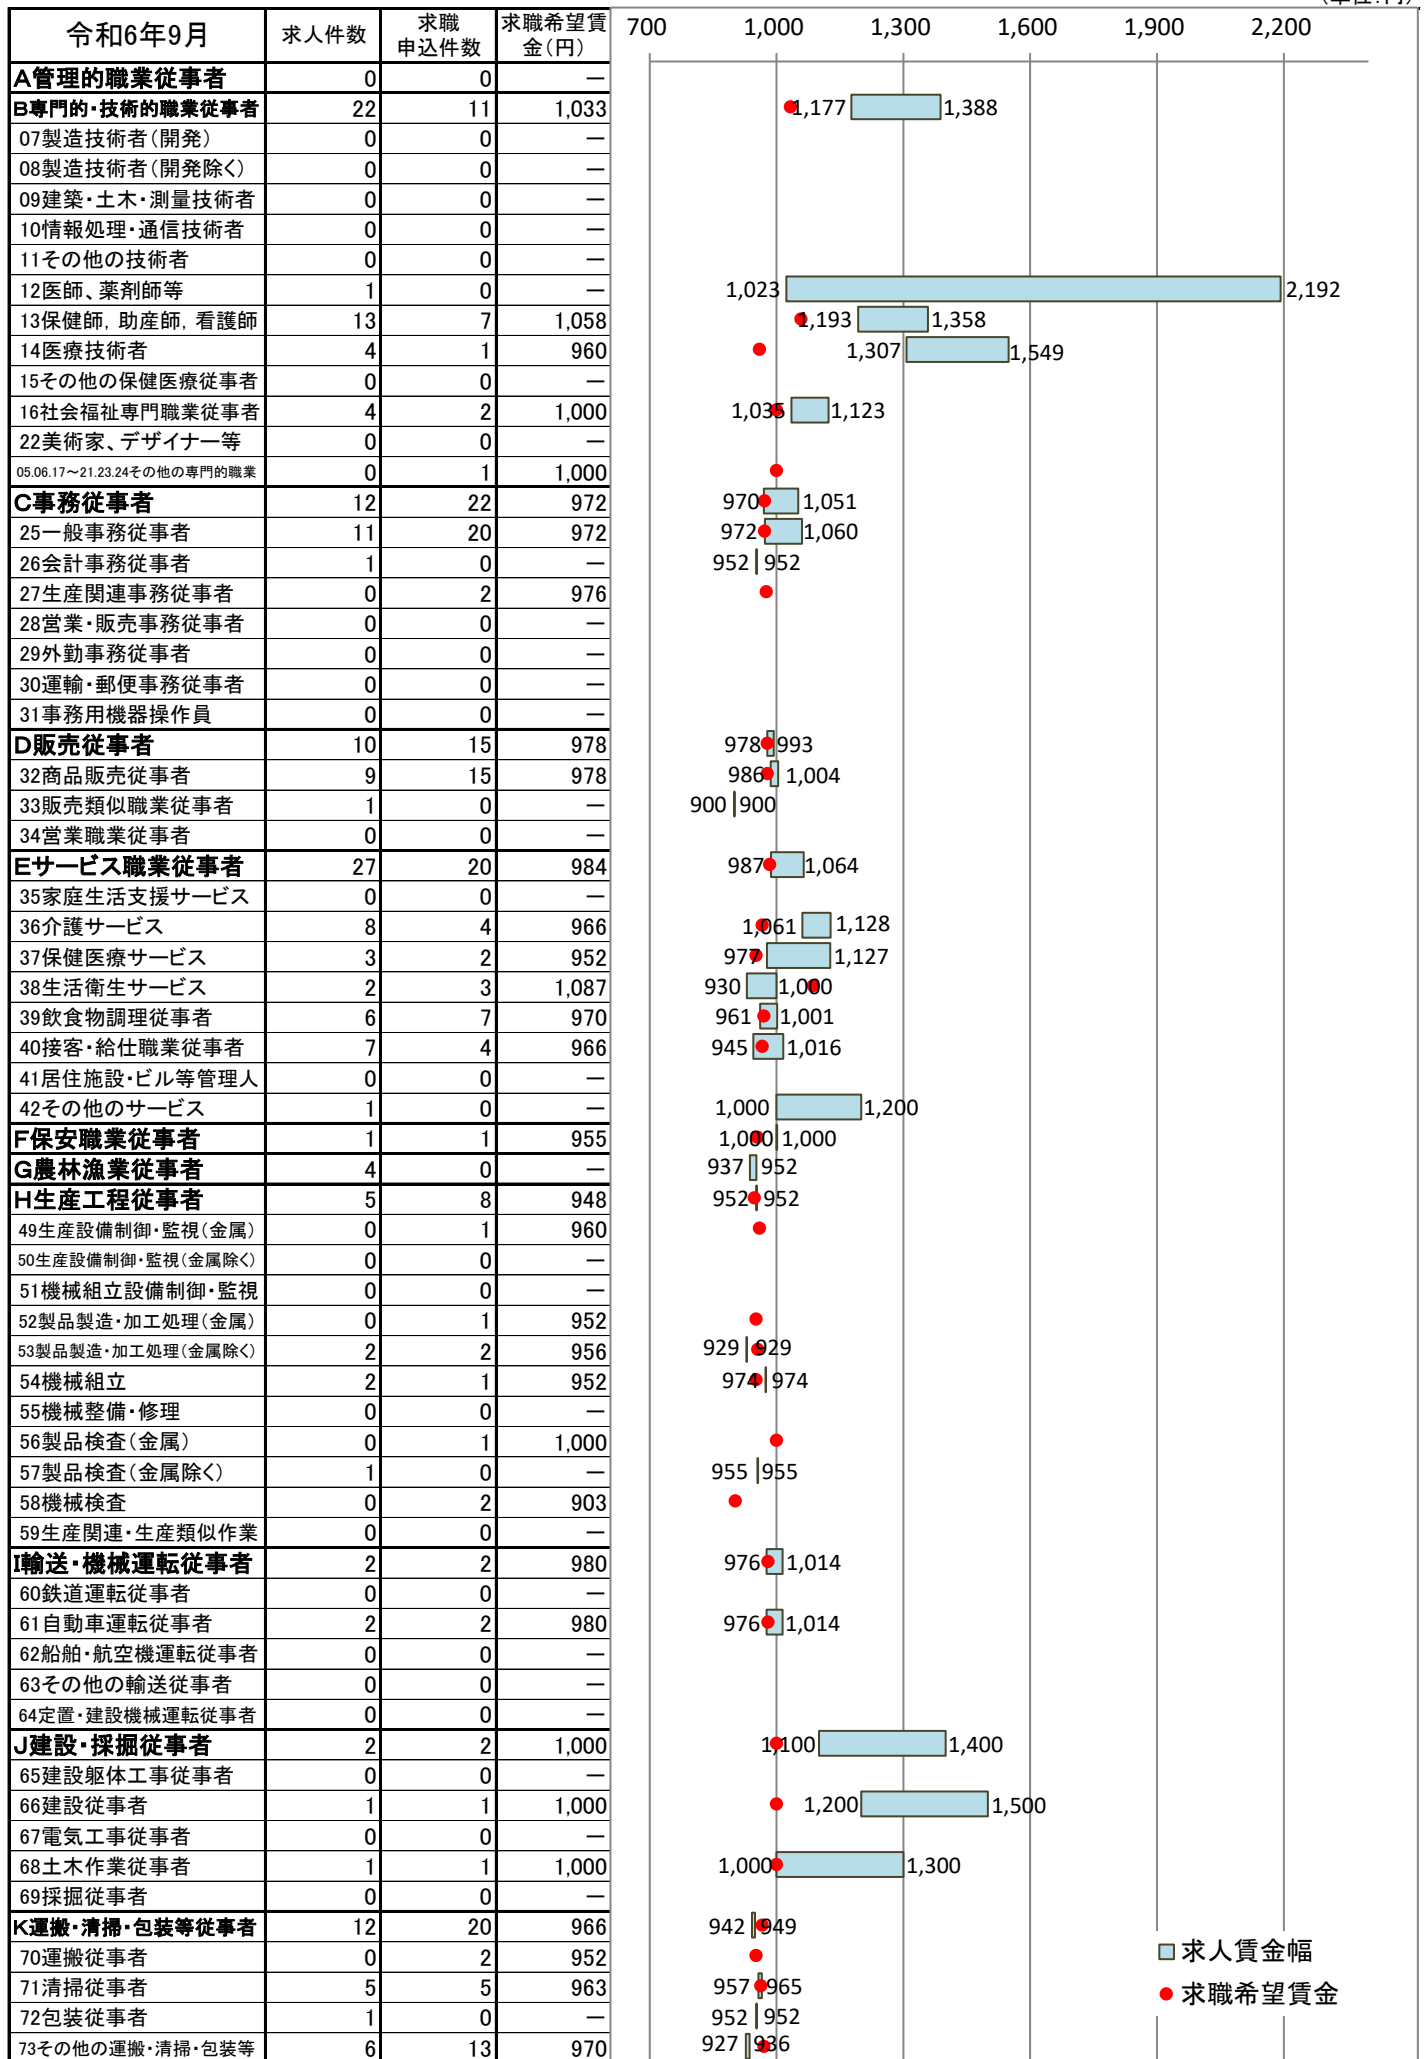 令和6年9月 求人件数 求職申込件数 求職希望賃金(円) 700 1,000 1,300 1,600 1,900 2,200
A管理的職業従事者 0 0 ―
B専門的・技術的職業従事者 22 11 1,033 1,177 1,388
07製造技術者(開発) 0 0 ―
08製造技術者(開発除く) 0 0 ―
09建築・土木・測量技術者 0 0 ―
10情報処理・通信技術者 0 0 ―
11その他の技術者 0 0 ―
12医師、薬剤師等 1 0 ― 1,023 2,192
13保健師, 助産師, 看護師 13 7 1,058 1,193 1,358
14医療技術者 4 1 960 1,307 1,549
15その他の保健医療従事者 0 0 ―
16社会福祉専門職業従事者 4 2 1,000 1,035 1,123
22美術家、デザイナー等 0 0 ―
05.06.17～21.23.24その他の専門的職業 0 1 1,000
C事務従事者 12 22 972 970 1,051
25一般事務従事者 11 20 972 972 1,060
26会計事務従事者 1 0 ― 952 952
27生産関連事務従事者 0 2 976
28営業・販売事務従事者 0 0 ―
29外勤事務従事者 0 0 ―
30運輸・郵便事務従事者 0 0 ―
31事務用機器操作員 0 0 ―
D販売従事者 10 15 978 978 993
32商品販売従事者 9 15 978 986 1,004
33販売類似職業従事者 1 0 ― 900 900
34営業職業従事者 0 0 ―
Eサービス職業従事者 27 20 984 987 1,064
35家庭生活支援サービス 0 0 ―
36介護サービス 8 4 966 1,061 1,128
37保健医療サービス 3 2 952 977 1,127
38生活衛生サービス 2 3 1,087 930 1,000
39飲食物調理従事者 6 7 970 961 1,001
40接客・給仕職業従事者 7 4 966 945 1,016
41居住施設・ビル等管理人 0 0 ―
42その他のサービス 1 0 ― 1,000 1,200
F保安職業従事者 1 1 955 1,000 1,000
G農林漁業従事者 4 0 ― 937 952
H生産工程従事者 5 8 948 952 952
49生産設備制御・監視(金属) 0 1 960
50生産設備制御・監視(金属除く) 0 0 ―
51機械組立設備制御・監視 0 0 ―
52製品製造・加工処理(金属) 0 1 952
53製品製造・加工処理(金属除く) 2 2 956 929 929
54機械組立 2 1 952 974 974
55機械整備・修理 0 0 ―
56製品検査(金属) 0 1 1,000
57製品検査(金属除く) 1 0 ― 955 955
58機械検査 0 2 903
59生産関連・生産類似作業 0 0 ―
I輸送・機械運転従事者 2 2 980 976 1,014
60鉄道運転従事者 0 0 ―
61自動車運転従事者 2 2 980 976 1,014
62船舶・航空機運転従事者 0 0 ―
63その他の輸送従事者 0 0 ―
64定置・建設機械運転従事者 0 0 ―
J建設・採掘従事者 2 2 1,000 1,100 1,400
65建設躯体工事従事者 0 0 ―
66建設従事者 1 1 1,000 1,200 1,500
67電気工事従事者 0 0 ―
68土木作業従事者 1 1 1,000 1,000 1,300
69採掘従事者 0 0 ―
K運搬・清掃・包装等従事者 12 20 966 942 949
70運搬従事者 0 2 952
71清掃従事者 5 5 963 957 965
72包装従事者 1 0 ― 952 952
73その他の運搬・清掃・包装等 6 13 970 927 936
求人賃金幅
求職希望賃金